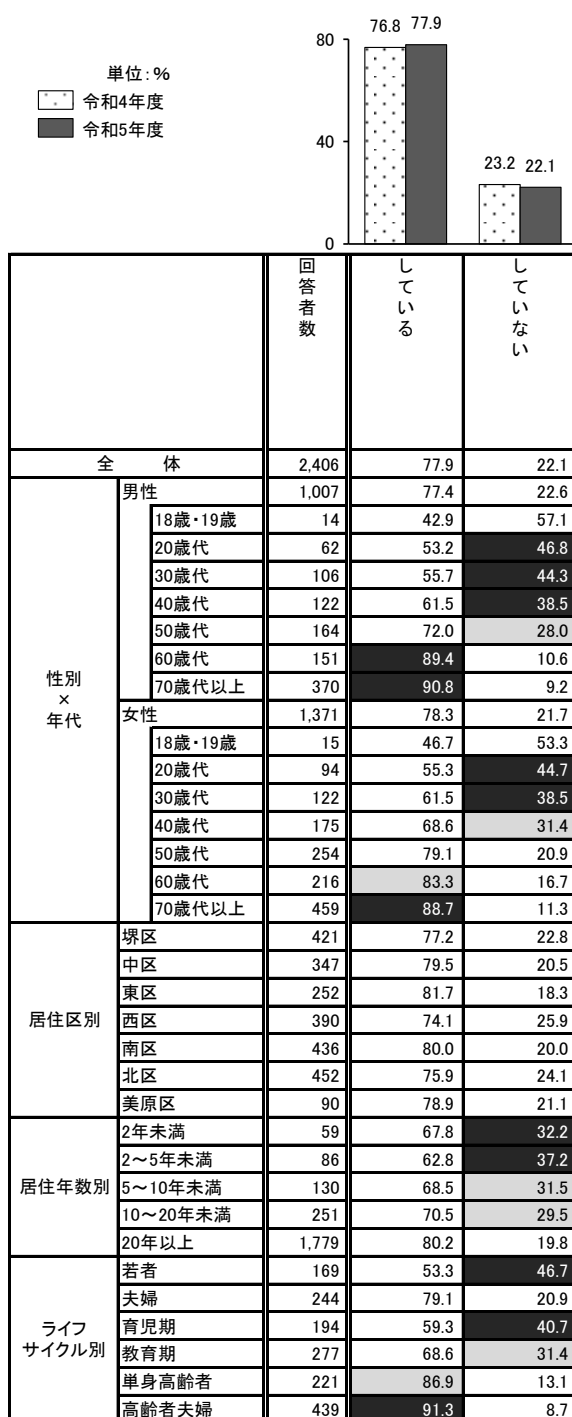 単位:%
令和4年度
令和5年度
80
40
0
76.8 77.9
23.2 22.1
回答者数 している していない
全 体 2,406 77.9 22.1
性別×年代
男性 1,007 77.4 22.6
18歳・19歳 14 42.9 57.1
20歳代 62 53.2 46.8
30歳代 106 55.7 44.3
40歳代 122 61.5 38.5
50歳代 164 72.0 28.0
60歳代 151 89.4 10.6
70歳代以上 370 90.8 9.2
女性 1,371 78.3 21.7
18歳・19歳 15 46.7 53.3
20歳代 94 55.3 44.7
30歳代 122 61.5 38.5
40歳代 175 68.6 31.4
50歳代 254 79.1 20.9
60歳代 216 83.3 16.7
70歳代以上 459 88.7 11.3
居住区別
堺区 421 77.2 22.8
中区 347 79.5 20.5
東区 252 81.7 18.3
西区 390 74.1 25.9
南区 436 80.0 20.0
北区 452 75.9 24.1
美原区 90 78.9 21.1
居住年数別
2年未満 59 67.8 32.2
2～5年未満 86 62.8 37.2
5～10年未満 130 68.5 31.5
10～20年未満 251 70.5 29.5
20年以上 1,779 80.2 19.8
ライフ
サイクル別
若者 169 53.3 46.7
夫婦 244 79.1 20.9
育児期 194 59.3 40.7
教育期 277 68.6 31.4
単身高齢者 221 86.9 13.1
高齢者夫婦 439 91.3 8.7